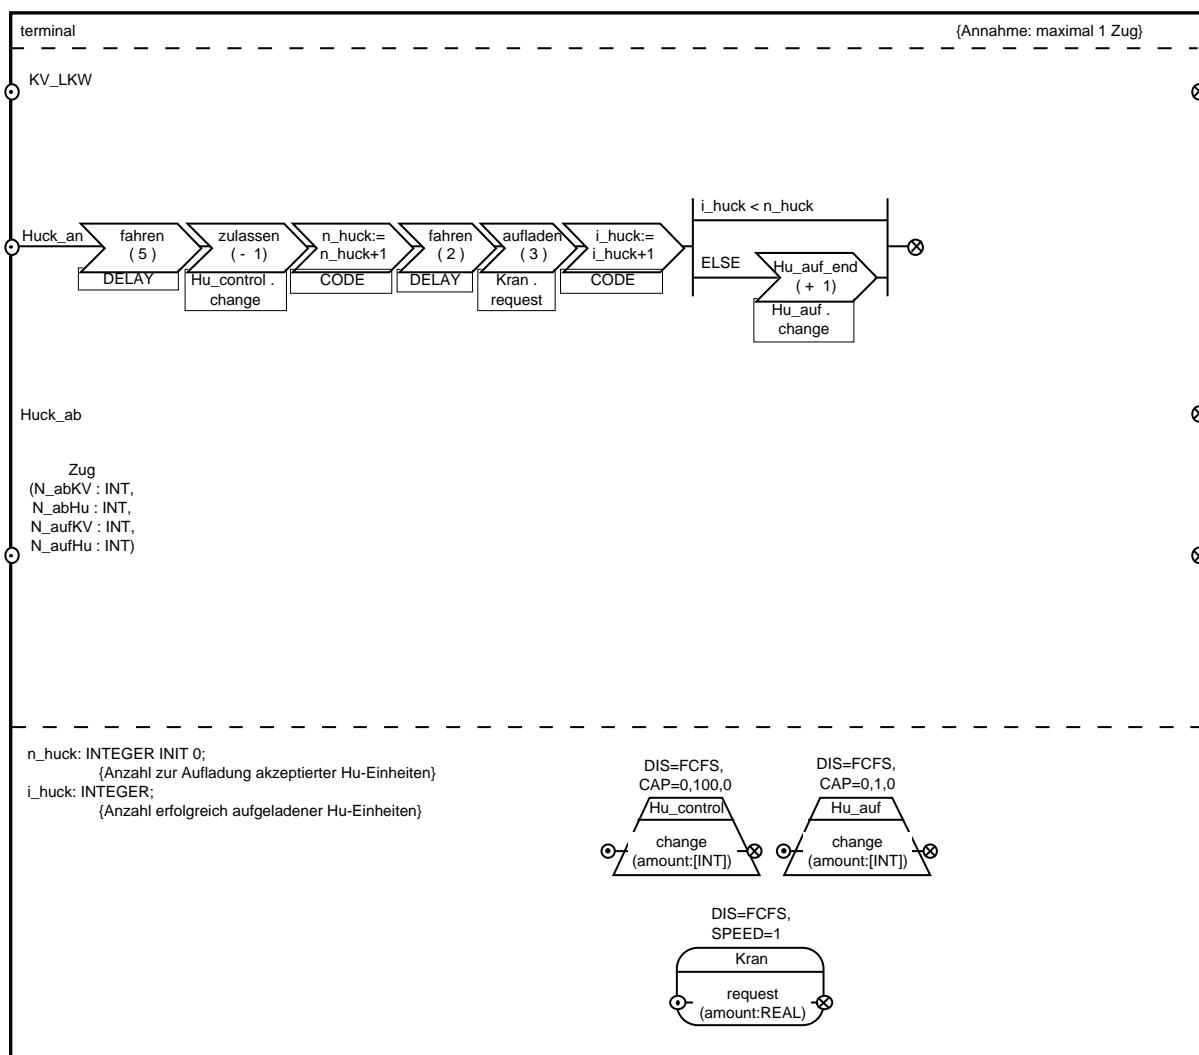 terminal
{Annahme: maximal 1 Zug}
KV_LKW
Huck_an
fahren
( 5 )
DELAY
zulassen
( - 1)
Hu_control .
change
n_huck:=
n_huck+1
CODE
fahren
( 2 )
DELAY
aufladen
( 3 )
Kran .
request
i_huck:=
i_huck+1
CODE
i_huck < n_huck
ELSE
Hu_auf_end
( + 1)
Hu_auf .
change
Huck_ab
Zug
(N_abKV : INT,
N_abHu : INT,
N_aufKV : INT,
N_aufHu : INT)
n_huck: INTEGER INIT 0;
{Anzahl zur Aufladung akzeptierter Hu-Einheiten}
i_huck: INTEGER;
{Anzahl erfolgreich aufgeladener Hu-Einheiten}
DIS=FCFS,
CAP=0,100,0
Hu_control
change
(amount:[INT])
DIS=FCFS,
CAP=0,1,0
Hu_auf
change
(amount:[INT])
DIS=FCFS,
SPEED=1
Kran
request
(amount:REAL)